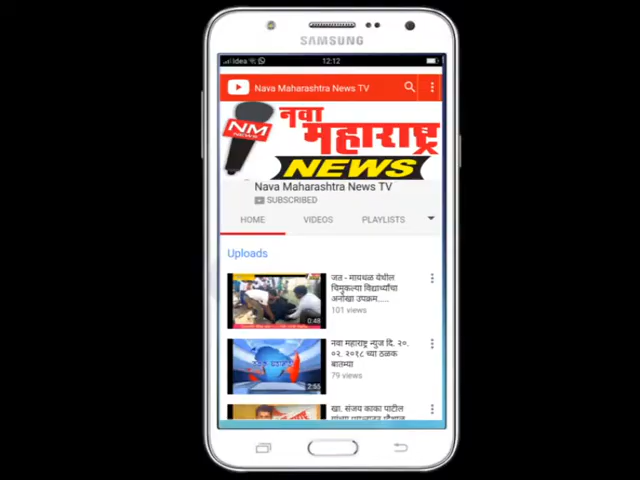 SAMSUNG
Idea
12:12
Nava Maharashtra News TV
नवा
महाराष्ट्र
NM
NEWS
NEWS
Nava Maharashtra News TV
SUBSCRIBED
HOME VIDEOS PLAYLISTS
Uploads
जत - मायथळ येथील
चिमुकल्या विद्यार्थ्यांचा
अनोखा उपक्रम.....
101 views
0:48
नवा महाराष्ट्र न्युज दि. २०.
०२. २०१८ च्या ठळक
बातम्या
79 views
2:55
खा. संजय काका पाटील